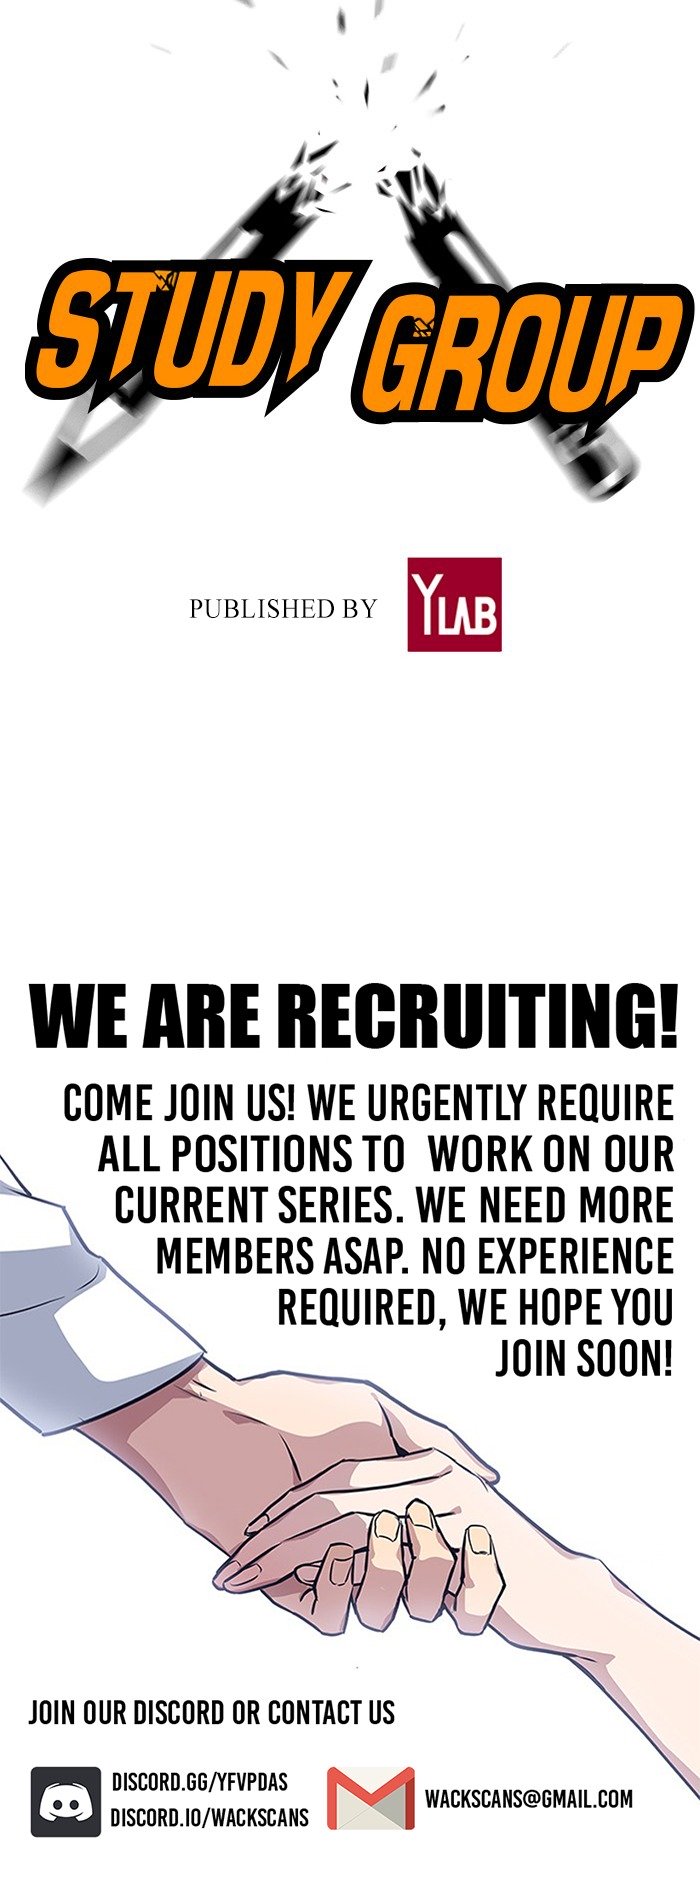 STUDY GROUP
PUBLISHED BY YLAB
WE ARE RECRUITING!
COME JOIN US! WE URGENTLY REQUIRE
ALL POSITIONS TO WORK ON OUR
CURRENT SERIES. WE NEED MORE
MEMBERS ASAP. NO EXPERIENCE
REQUIRED, WE HOPE YOU
JOIN SOON!
JOIN OUR DISCORD OR CONTACT US
DISCORD.GG/YFVPDAS
DISCORD.IO/WACKSCANS
WACKSCANS@GMAIL.COM